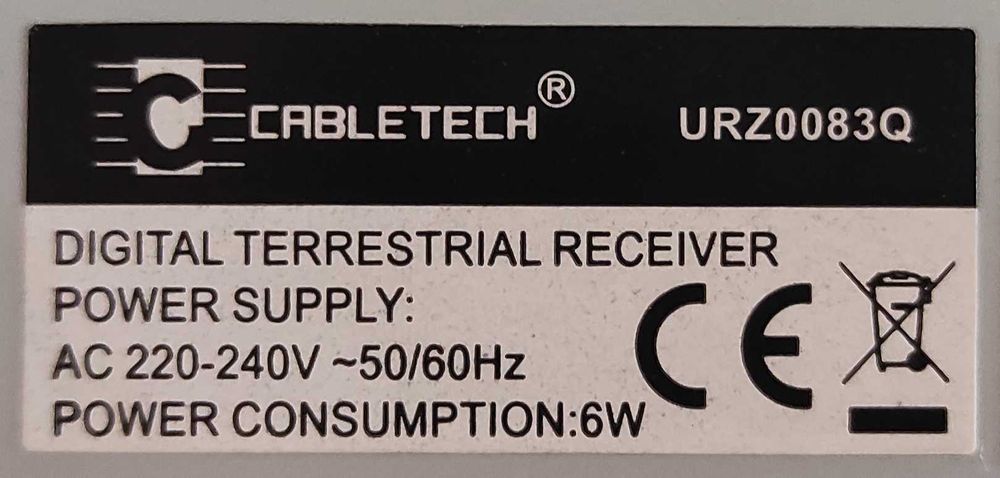 CABLETECH® URZ0083Q
DIGITAL TERRESTRIAL RECEIVER
POWER SUPPLY:
AC 220-240V ~50/60Hz
POWER CONSUMPTION:6W
CE